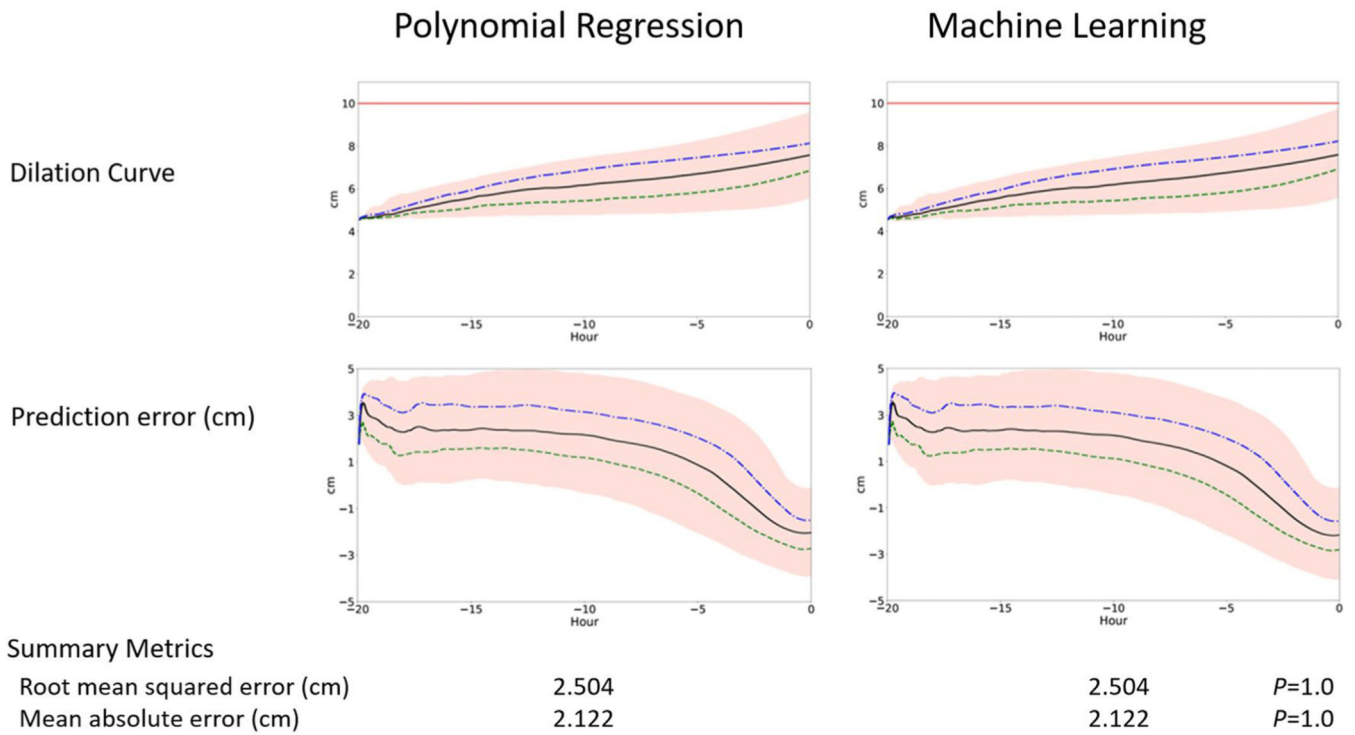 Polynomial Regression Machine Learning
Dilation Curve
10
8
6
4
2
0
cm
−20 −15 −10 −5 0
Hour
10
8
6
4
2
0
cm
−20 −15 −10 −5 0
Hour
Prediction error (cm)
5
3
1
−1
−3
−5
cm
−20 −15 −10 −5 0
Hour
5
3
1
−1
−3
−5
cm
−20 −15 −10 −5 0
Hour
Summary Metrics
Root mean squared error (cm) 2.504 2.504 P=1.0
Mean absolute error (cm) 2.122 2.122 P=1.0